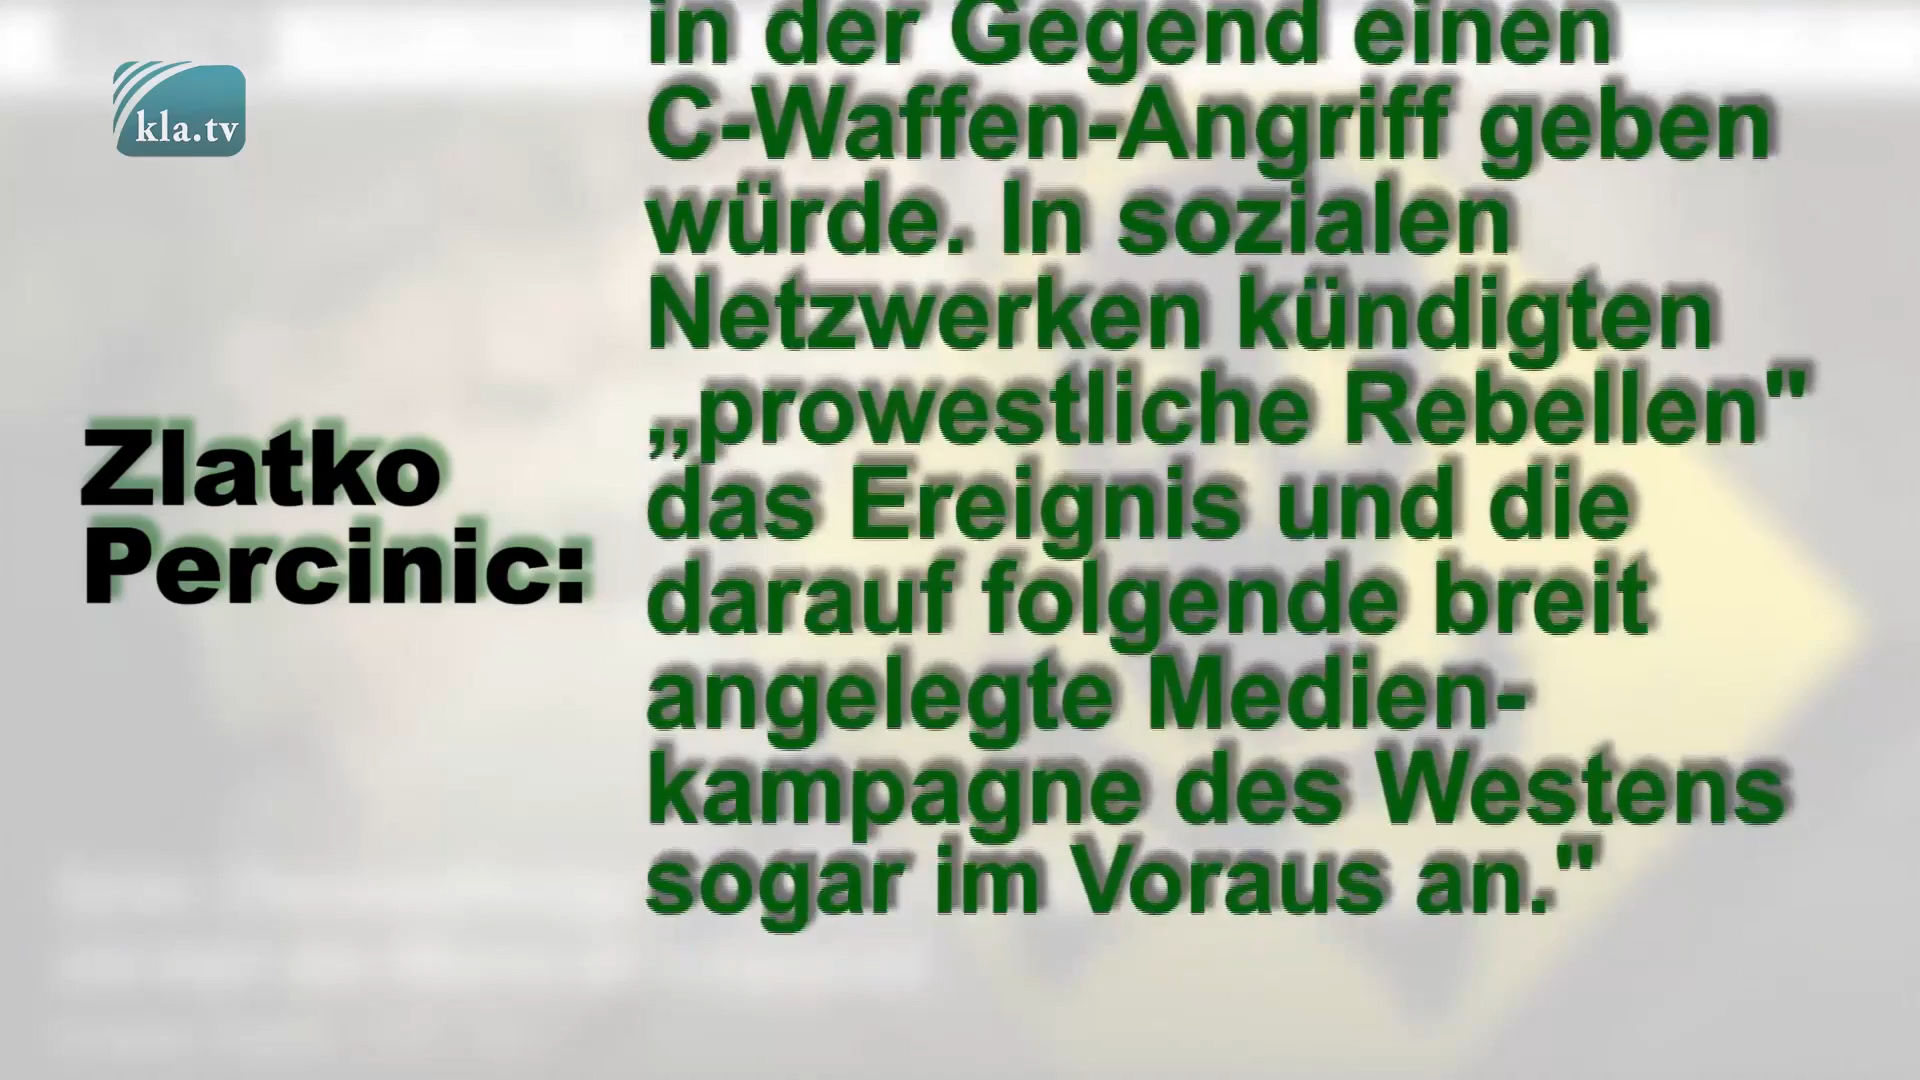 kla.tv
Zlatko
Percinic:
in der Gegend einen
C-Waffen-Angriff geben
würde. In sozialen
Netzwerken kündigten
„prowestliche Rebellen"
das Ereignis und die
darauf folgende breit
angelegte Medien-
kampagne des Westens
sogar im Voraus an."